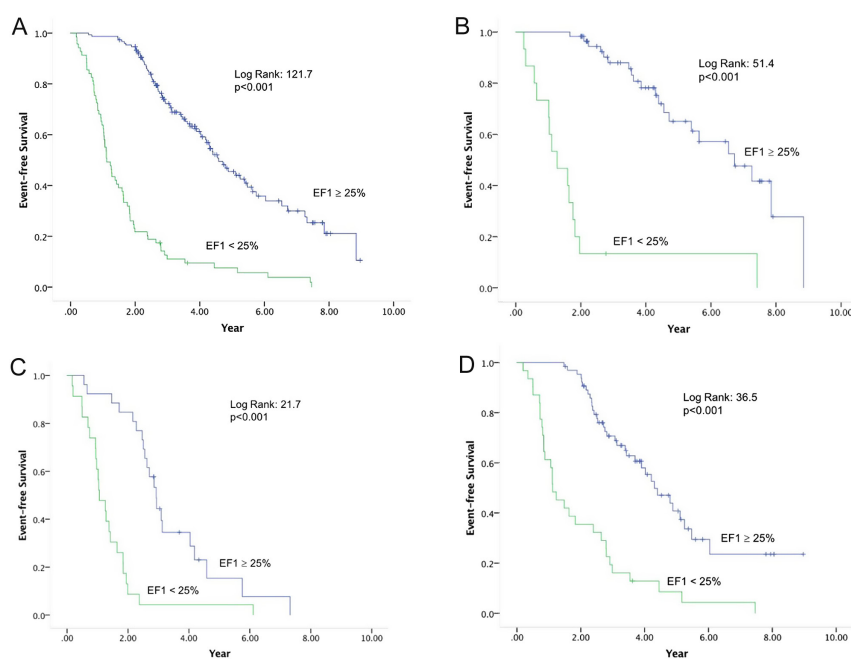 A
1.0
0.8
0.6
0.4
0.2
0.0
Event-free Survival
Log Rank: 121.7
p<0.001
EF1 ≥ 25%
EF1 < 25%
.00 2.00 4.00 6.00 8.00 10.00
Year
B
1.0
0.8
0.6
0.4
0.2
0.0
Event-free Survival
Log Rank: 51.4
p<0.001
EF1 ≥ 25%
EF1 < 25%
.00 2.00 4.00 6.00 8.00 10.00
Year
C
1.0
0.8
0.6
0.4
0.2
0.0
Event-free Survival
Log Rank: 21.7
p<0.001
EF1 ≥ 25%
EF1 < 25%
.00 2.00 4.00 6.00 8.00 10.00
Year
D
1.0
0.8
0.6
0.4
0.2
0.0
Event-free Survival
Log Rank: 36.5
p<0.001
EF1 ≥ 25%
EF1 < 25%
.00 2.00 4.00 6.00 8.00 10.00
Year